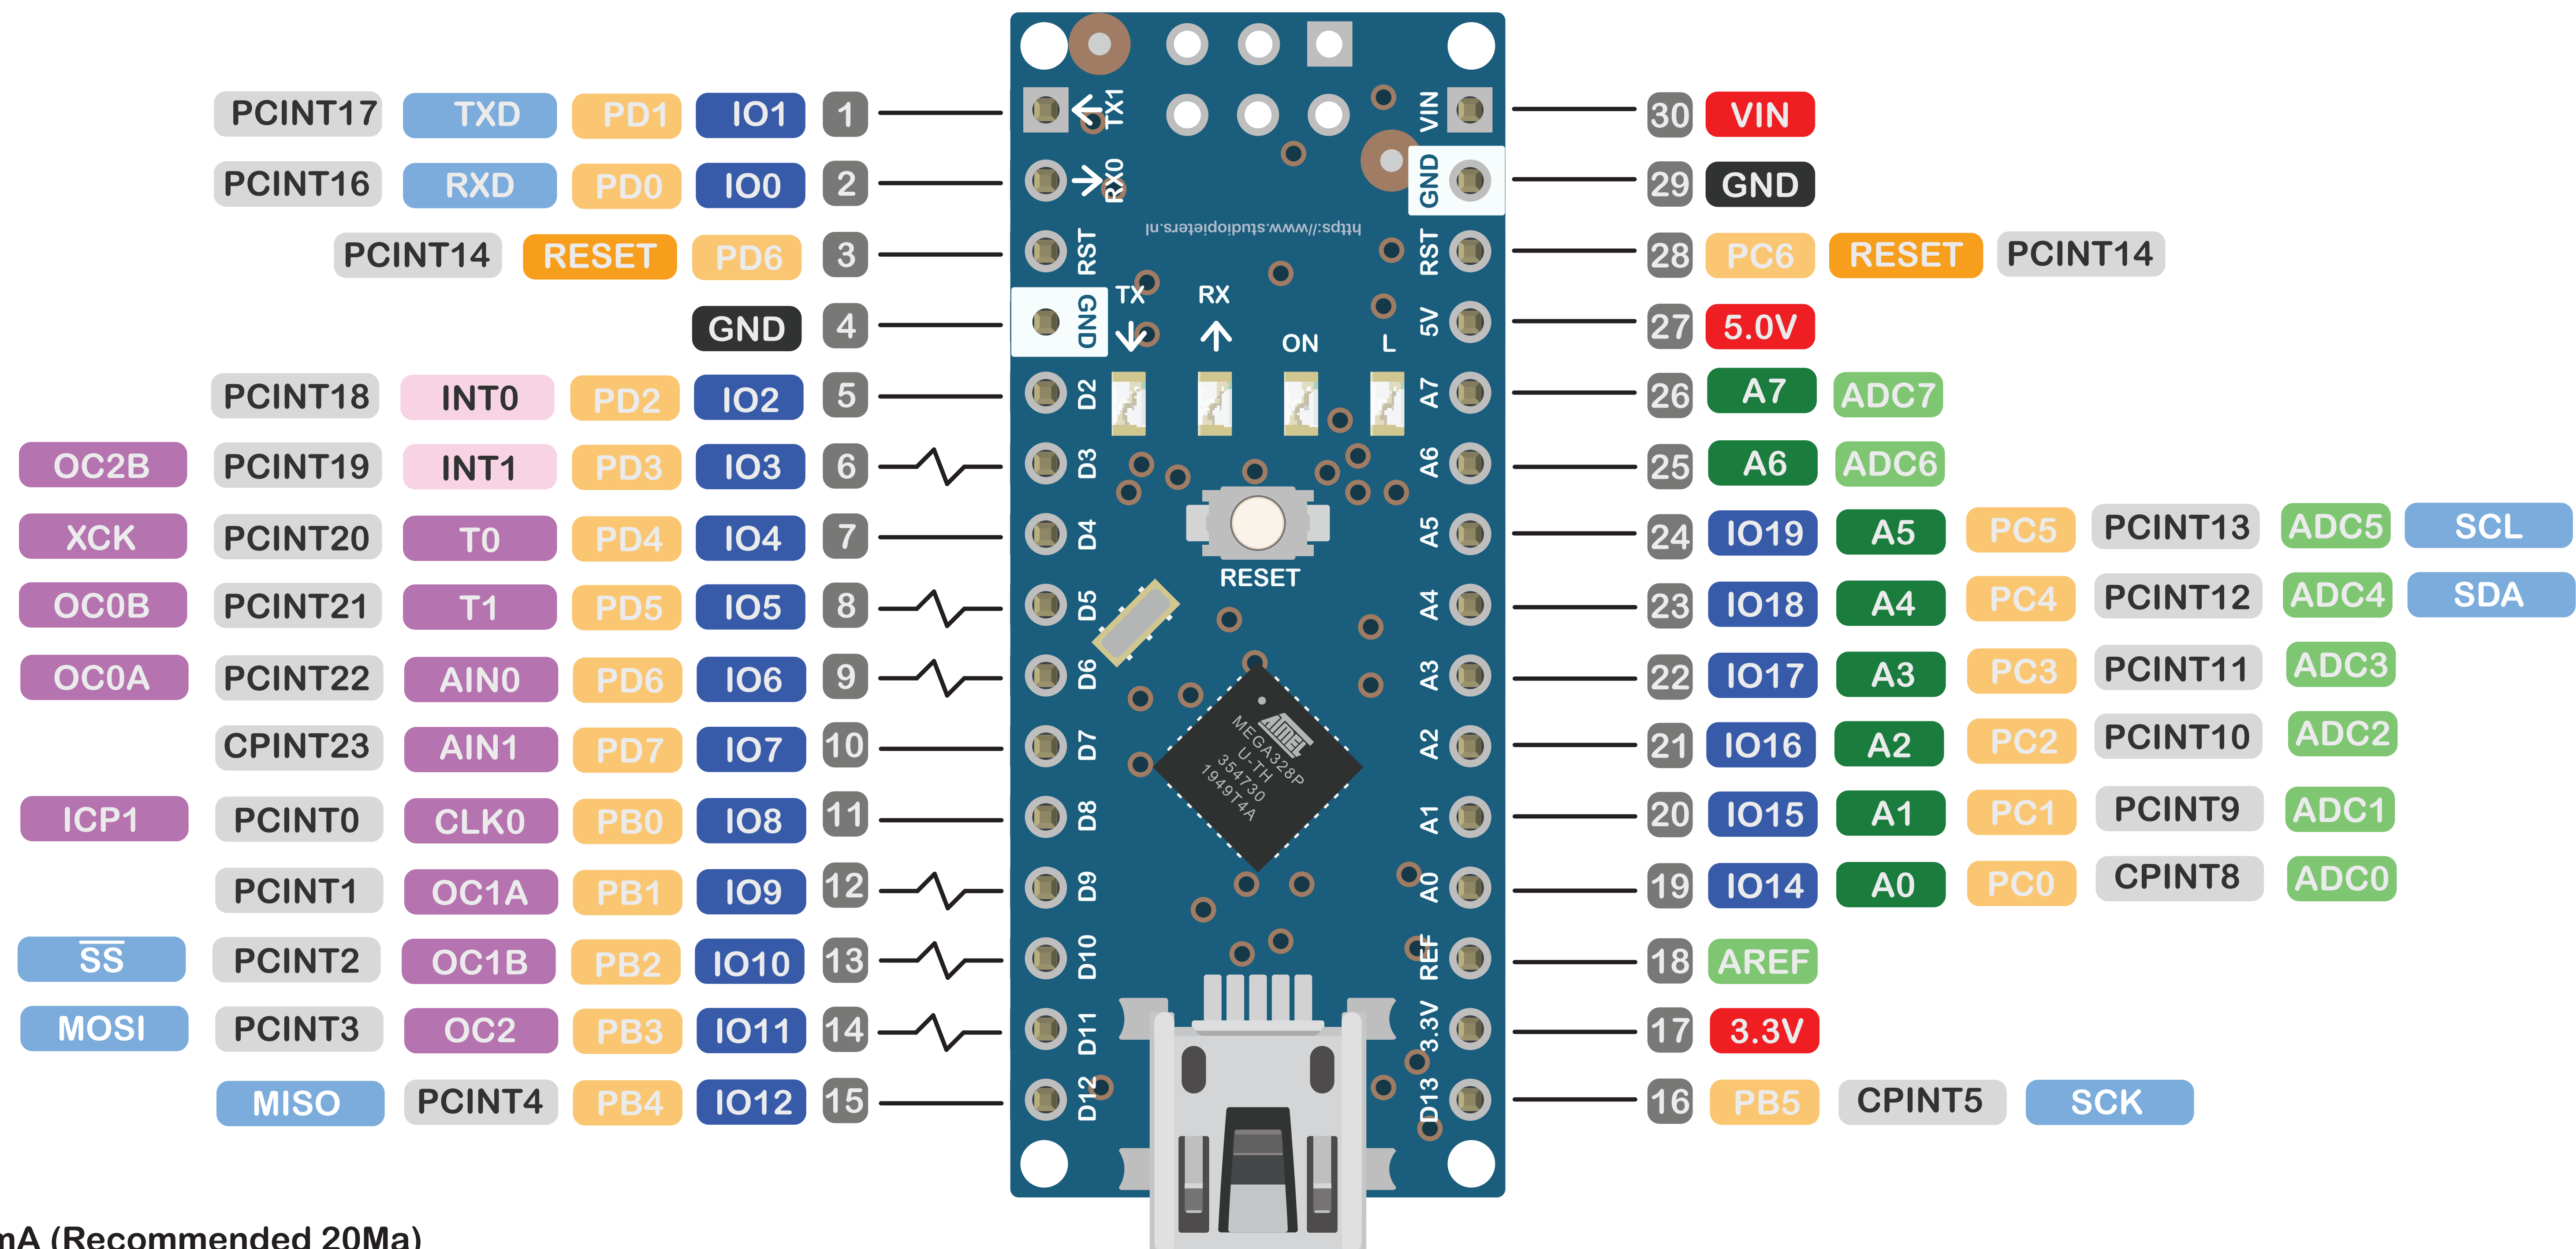 PCINT17 TXD PD1 IO1 1
PCINT16 RXD PD0 IO0 2
PCINT14 RESET PD6 3
GND 4
PCINT18 INT0 PD2 IO2 5
OC2B PCINT19 INT1 PD3 IO3 6
XCK PCINT20 T0 PD4 IO4 7
OC0B PCINT21 T1 PD5 IO5 8
OC0A PCINT22 AIN0 PD6 IO6 9
CPINT23 AIN1 PD7 IO7 10
ICP1 PCINT0 CLK0 PB0 IO8 11
PCINT1 OC1A PB1 IO9 12
SS PCINT2 OC1B PB2 IO10 13
MOSI PCINT3 OC2 PB3 IO11 14
MISO PCINT4 PB4 IO12 15
mA (Recommended 20Ma)
TX1
RX0
RST
GND
D2
D3
D4
D5
D6
D7
D8
D9
D10
D11
D12
https://www.studiopieters.nl
TX RX
ON L
RESET
ATMEL
MEGA328P
U-TH
354730
1949T4A
VIN
GND
RST
5V
A7
A6
A5
A4
A3
A2
A1
A0
REF
3.3V
D13
30 VIN
29 GND
28 PC6 RESET PCINT14
27 5.0V
26 A7 ADC7
25 A6 ADC6
24 IO19 A5 PC5 PCINT13 ADC5 SCL
23 IO18 A4 PC4 PCINT12 ADC4 SDA
22 IO17 A3 PC3 PCINT11 ADC3
21 IO16 A2 PC2 PCINT10 ADC2
20 IO15 A1 PC1 PCINT9 ADC1
19 IO14 A0 PC0 CPINT8 ADC0
18 AREF
17 3.3V
16 PB5 CPINT5 SCK